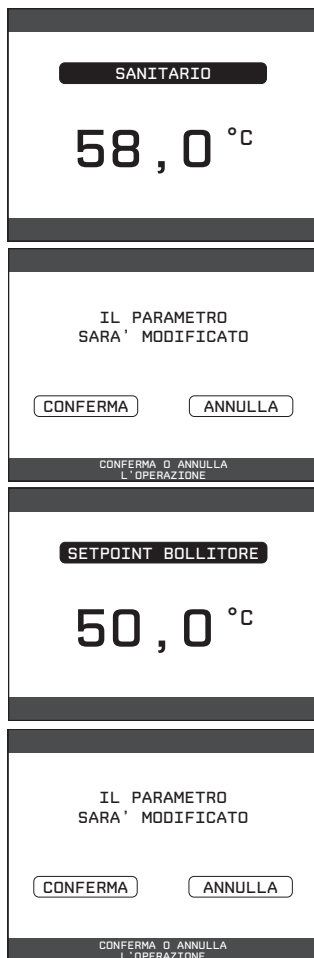 SANITARIO
58,0 °C
IL PARAMETRO
SARA' MODIFICATO
CONFERMA ANNULLA
CONFERMA O ANNULLA
L'OPERAZIONE
SETPOINT BOLLITORE
50,0 °C
IL PARAMETRO
SARA' MODIFICATO
CONFERMA ANNULLA
CONFERMA O ANNULLA
L'OPERAZIONE